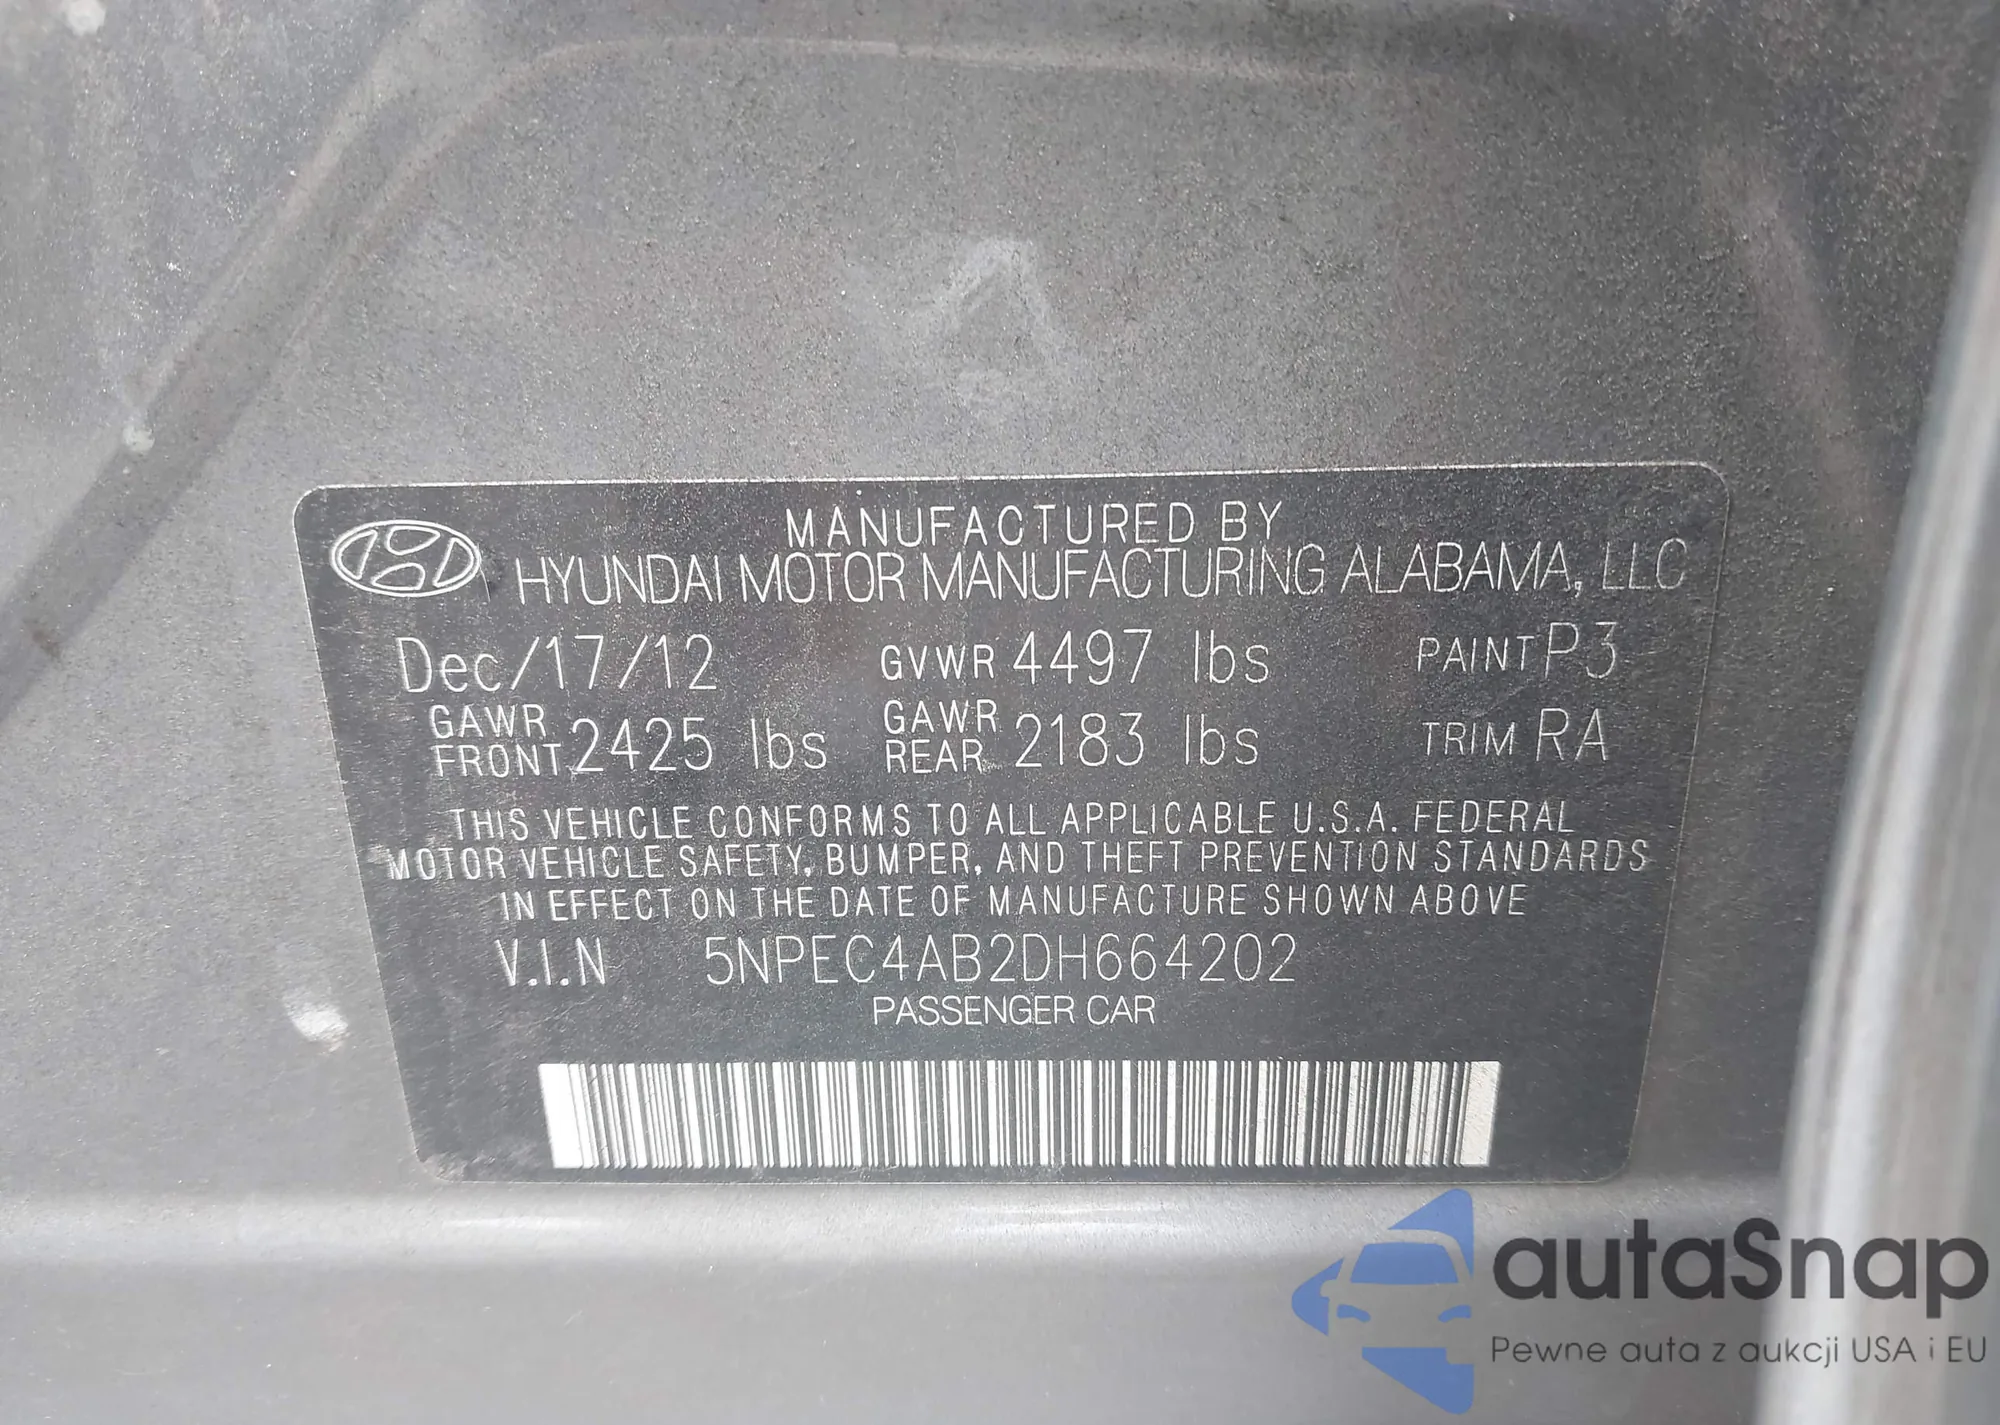 MANUFACTURED BY
HYUNDAI MOTOR MANUFACTURING ALABAMA, LLC
Dec/17/12 GVWR 4497 lbs PAINT P3
GAWR FRONT 2425 lbs GAWR REAR 2183 lbs TRIM RA
THIS VEHICLE CONFORMS TO ALL APPLICABLE U.S.A. FEDERAL
MOTOR VEHICLE SAFETY, BUMPER, AND THEFT PREVENTION STANDARDS
IN EFFECT ON THE DATE OF MANUFACTURE SHOWN ABOVE
V.I.N 5NPEC4AB2DH664202
PASSENGER CAR
autaSnap
Pewne auta z aukcji USA i EU